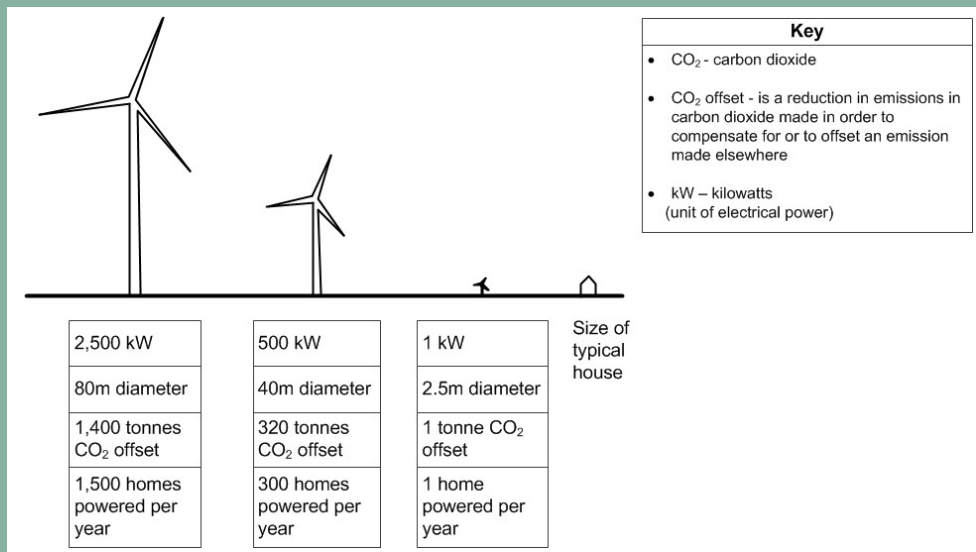 Key
• CO₂ - carbon dioxide
• CO₂ offset - is a reduction in emissions in
carbon dioxide made in order to
compensate for or to offset an emission
made elsewhere
• kW – kilowatts
(unit of electrical power)
2,500 kW
80m diameter
1,400 tonnes
CO₂ offset
1,500 homes
powered per
year
500 kW
40m diameter
320 tonnes
CO₂ offset
300 homes
powered per
year
1 kW
2.5m diameter
1 tonne CO₂
offset
1 home
powered per
year
Size of
typical
house